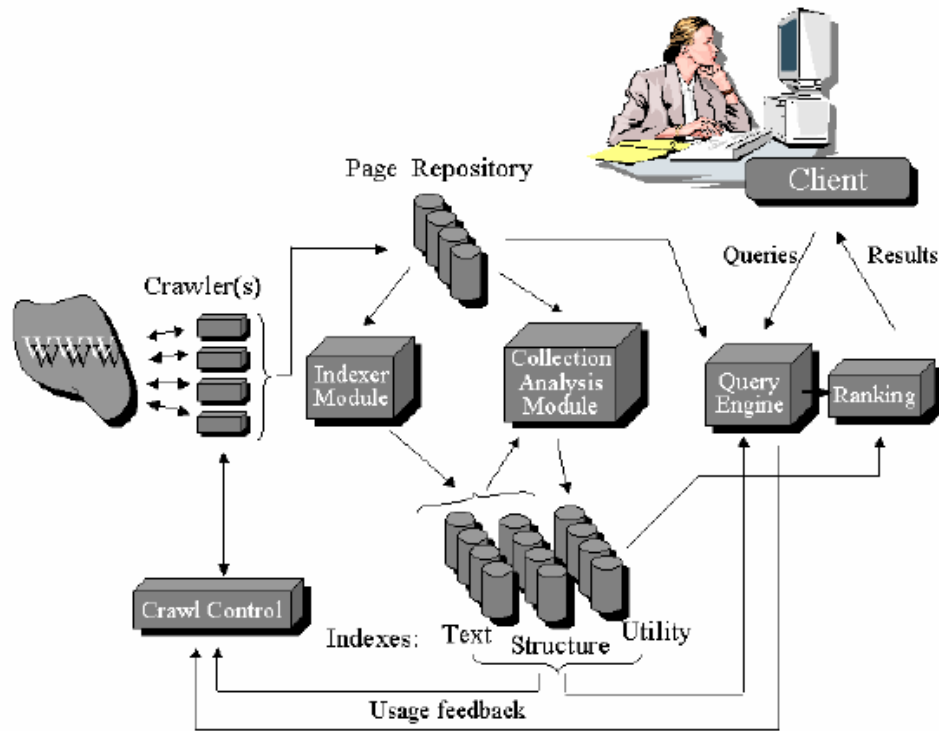 Page Repository
Client
Queries
Results
Crawler(s)
WWW
Indexer
Module
Collection
Analysis
Module
Query
Engine
Ranking
Crawl Control
Indexes:
Text
Structure
Utility
Usage feedback